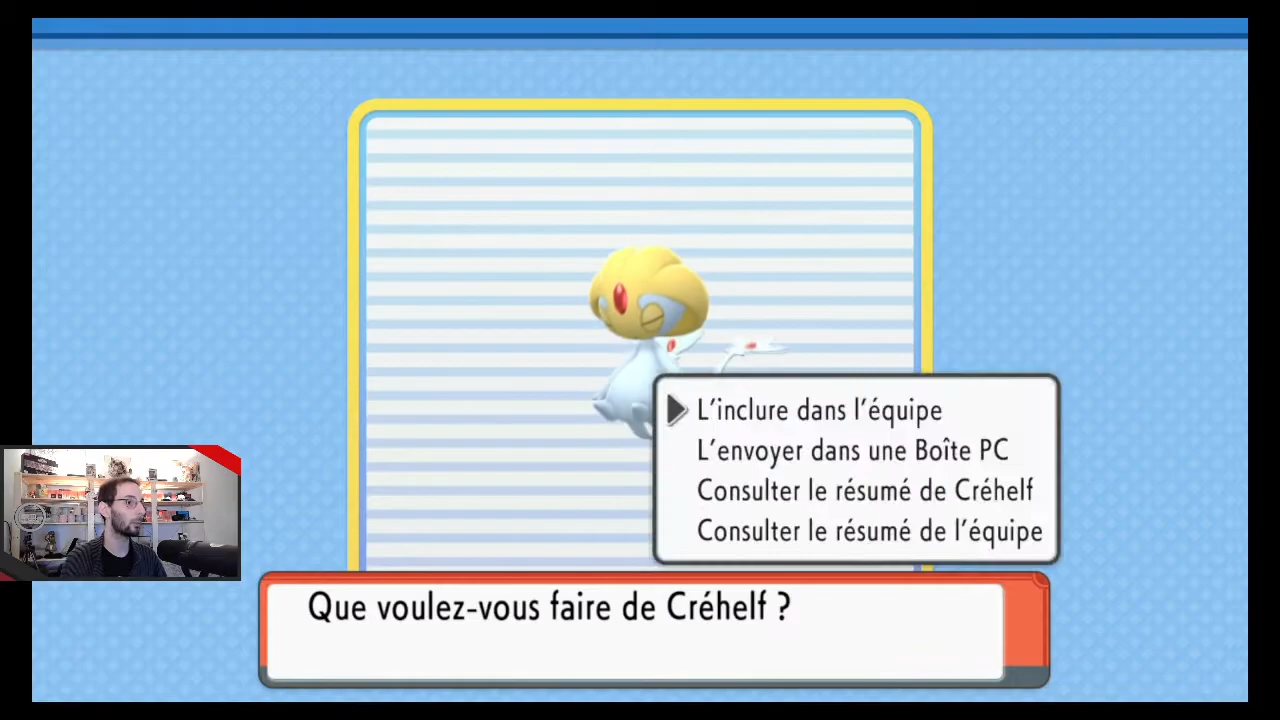 L'inclure dans l'équipe
L'envoyer dans une Boîte PC
Consulter le résumé de Créhelf
Consulter le résumé de l'équipe
Que voulez-vous faire de Créhelf ?